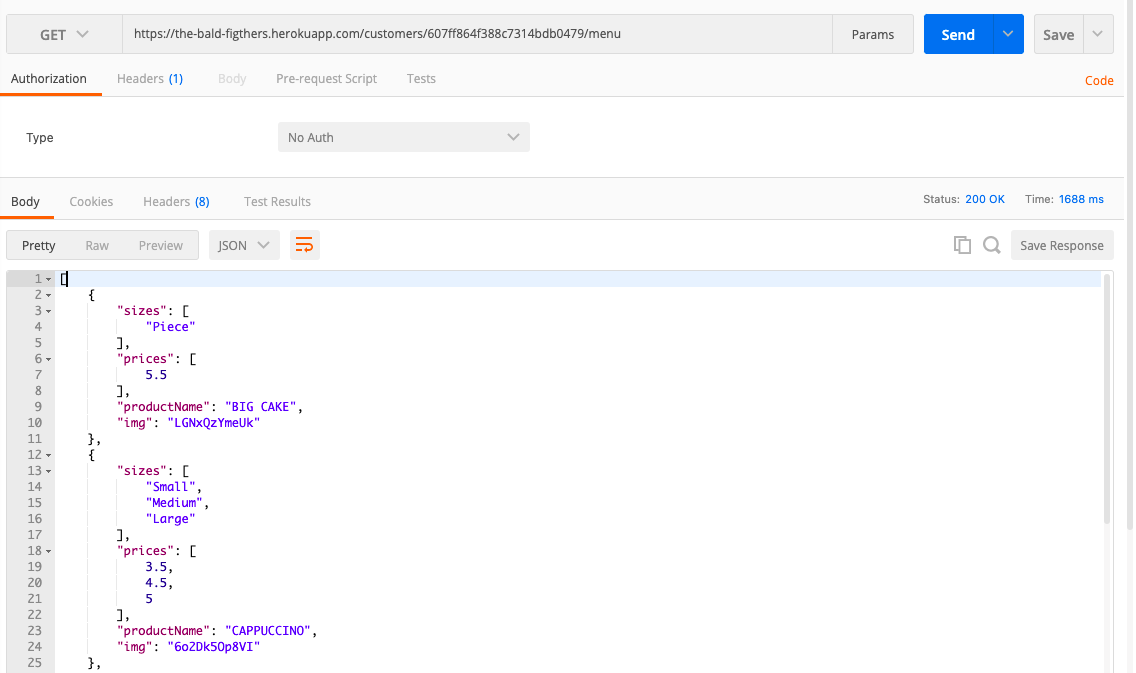 GET https://the-bald-figthers.herokuapp.com/customers/607ff864f388c7314bdb0479/menu Params Send Save
Authorization Headers (1) Body Pre-request Script Tests Code
Type No Auth
Body Cookies Headers (8) Test Results Status: 200 OK Time: 1688 ms
Pretty Raw Preview JSON Save Response
1 [
2 {
3 "sizes": [
4 "Piece"
5 ],
6 "prices": [
7 5.5
8 ],
9 "productName": "BIG CAKE",
10 "img": "LGNxQzYmeUk"
11 },
12 {
13 "sizes": [
14 "Small",
15 "Medium",
16 "Large"
17 ],
18 "prices": [
19 3.5,
20 4.5,
21 5
22 ],
23 "productName": "CAPPUCCINO",
24 "img": "6o2Dk5Op8VI"
25 },